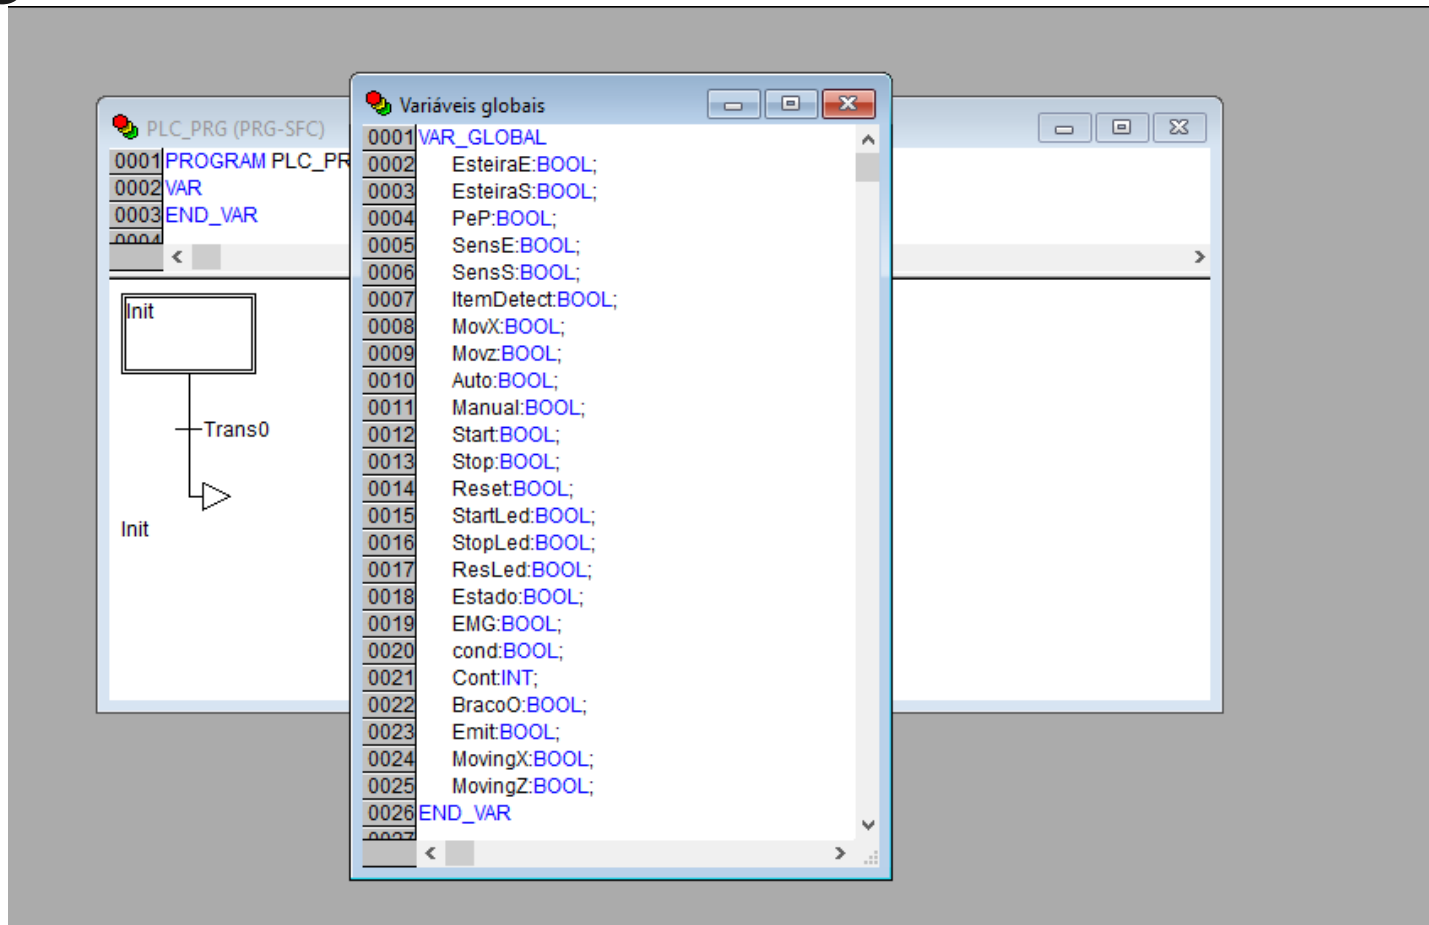 PLC_PRG (PRG-SFC)
0001 PROGRAM PLC_PR
0002 VAR
0003 END_VAR
0004
Init
Trans0
Init
Variáveis globais
0001 VAR_GLOBAL
0002 EsteiraE:BOOL;
0003 EsteiraS:BOOL;
0004 PeP:BOOL;
0005 SensE:BOOL;
0006 SensS:BOOL;
0007 ItemDetect:BOOL;
0008 MovX:BOOL;
0009 Movz:BOOL;
0010 Auto:BOOL;
0011 Manual:BOOL;
0012 Start:BOOL;
0013 Stop:BOOL;
0014 Reset:BOOL;
0015 StartLed:BOOL;
0016 StopLed:BOOL;
0017 ResLed:BOOL;
0018 Estado:BOOL;
0019 EMG:BOOL;
0020 cond:BOOL;
0021 Cont:INT;
0022 BracoO:BOOL;
0023 Emit:BOOL;
0024 MovingX:BOOL;
0025 MovingZ:BOOL;
0026 END_VAR
0027